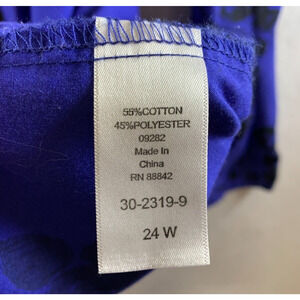 55%COTTON
45%POLYESTER
09282
Made In
China
RN 88842
30-2319-9
24 W